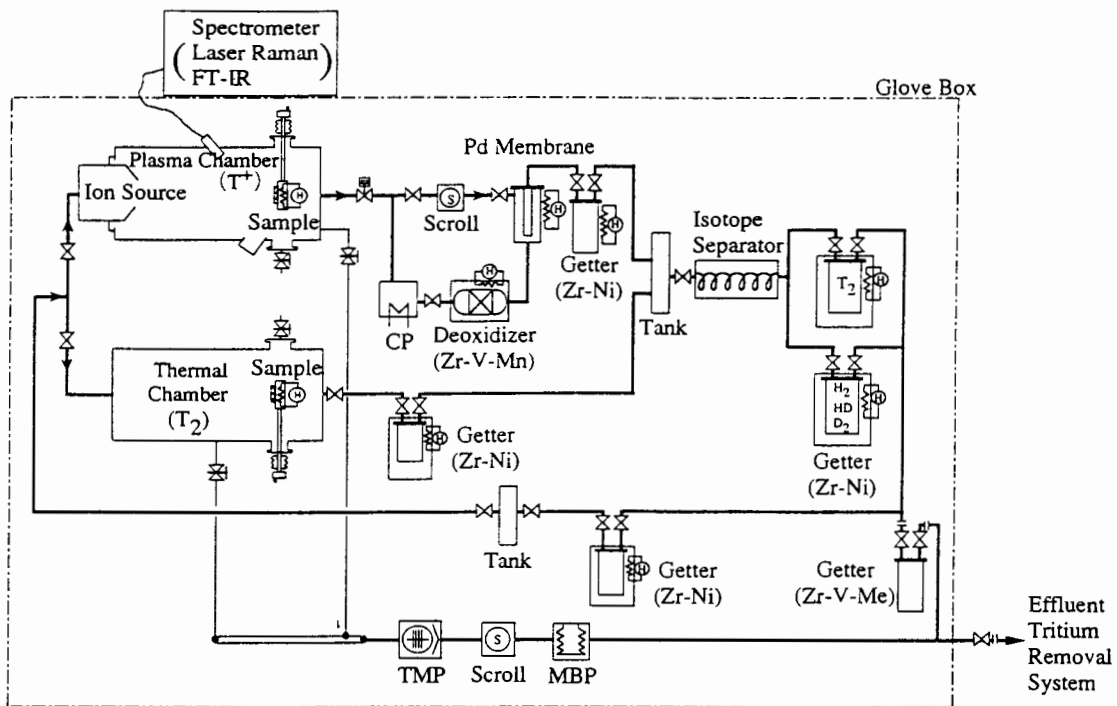 Spectrometer
Laser Raman
FT-IR
Glove Box
Plasma Chamber
(T+)
Ion Source
Sample
H
S
Scroll
Pd Membrane
H
H
Getter
(Zr-Ni)
Tank
Isotope
Separator
T2
H
CP
H
Deoxidizer
(Zr-V-Mn)
Thermal
Chamber
(T2)
Sample
H
H2
HD
D2
H
Getter
(Zr-Ni)
H
Getter
(Zr-Ni)
Tank
H
Getter
(Zr-Ni)
Getter
(Zr-V-Me)
TMP
S
Scroll
MBP
Effluent
Tritium
Removal
System